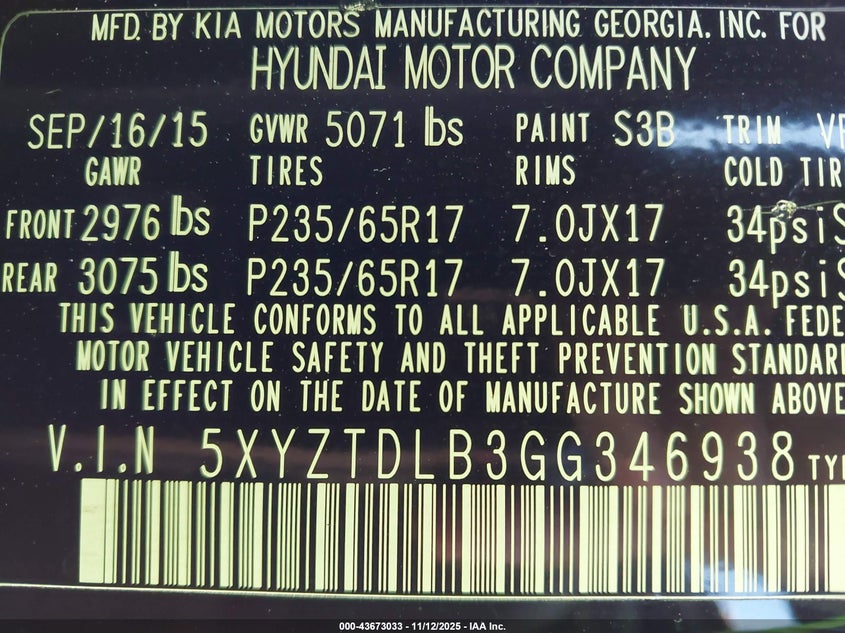 MFD. BY KIA MOTORS MANUFACTURING GEORGIA, INC. FOR
HYUNDAI MOTOR COMPANY
SEP/16/15 GVWR 5071 lbs PAINT S3B TRIM
GAWR TIRES RIMS COLD
FRONT 2976 lbs P235/65R17 7.0JX17 34psi
REAR 3075 lbs P235/65R17 7.0JX17 34psi
THIS VEHICLE CONFORMS TO ALL APPLICABLE U.S.A.
MOTOR VEHICLE SAFETY AND THEFT PREVENTION
IN EFFECT ON THE DATE OF MANUFACTURE SHOWN ABOVE
V.I.N 5XYZTDLB3GG346938
000-43673033 - 11/12/2025 - IAA Inc.